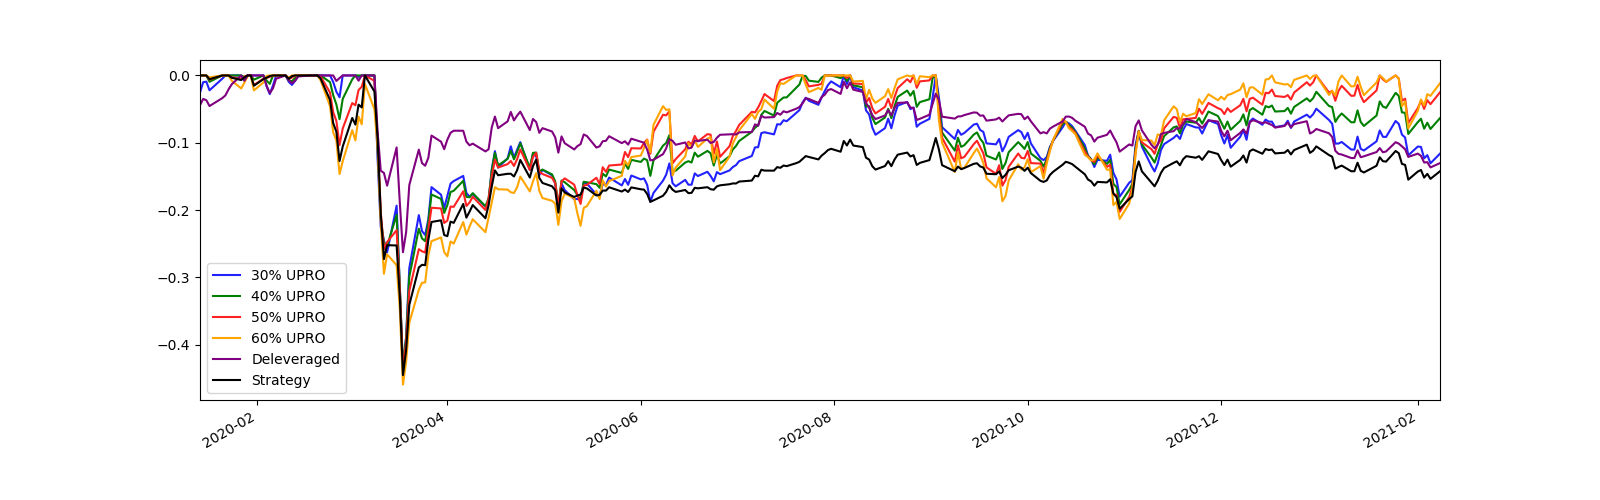 0.0
−0.1
−0.2
−0.3
−0.4
30% UPRO
40% UPRO
50% UPRO
60% UPRO
Deleveraged
Strategy
2020-02
2020-04
2020-06
2020-08
2020-10
2020-12
2021-02